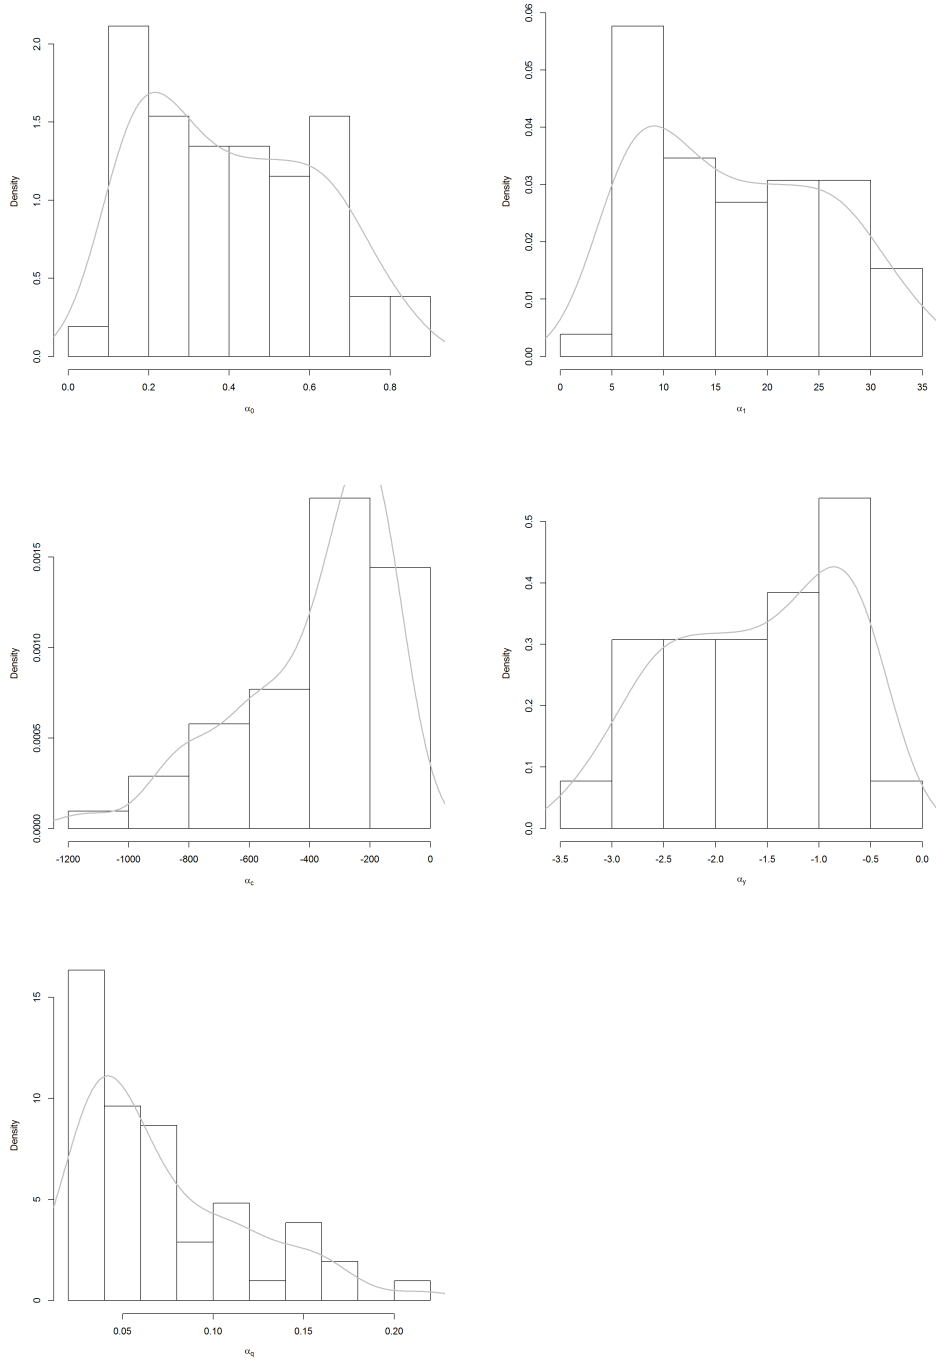 Density
0.0 0.5 1.0 1.5 2.0
0.0 0.2 0.4 0.6 0.8
α0
Density
0.00 0.01 0.02 0.03 0.04 0.05 0.06
0 5 10 15 20 25 30 35
α1
Density
0.0000 0.0005 0.0010 0.0015
-1200 -1000 -800 -600 -400 -200 0
αc
Density
0.0 0.1 0.2 0.3 0.4 0.5
-3.5 -3.0 -2.5 -2.0 -1.5 -1.0 -0.5 0.0
αy
Density
0 5 10 15
0.05 0.10 0.15 0.20
αq